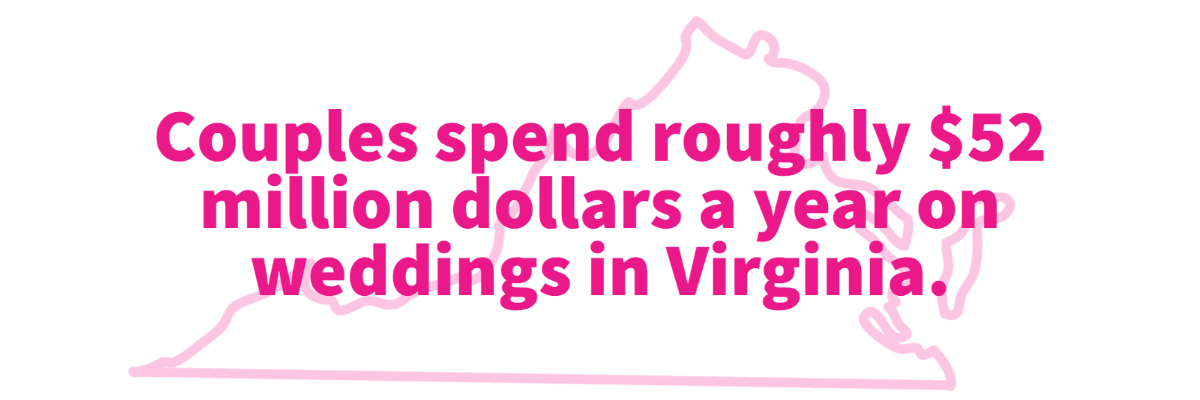 Couples spend roughly $52
million dollars a year on
weddings in Virginia.